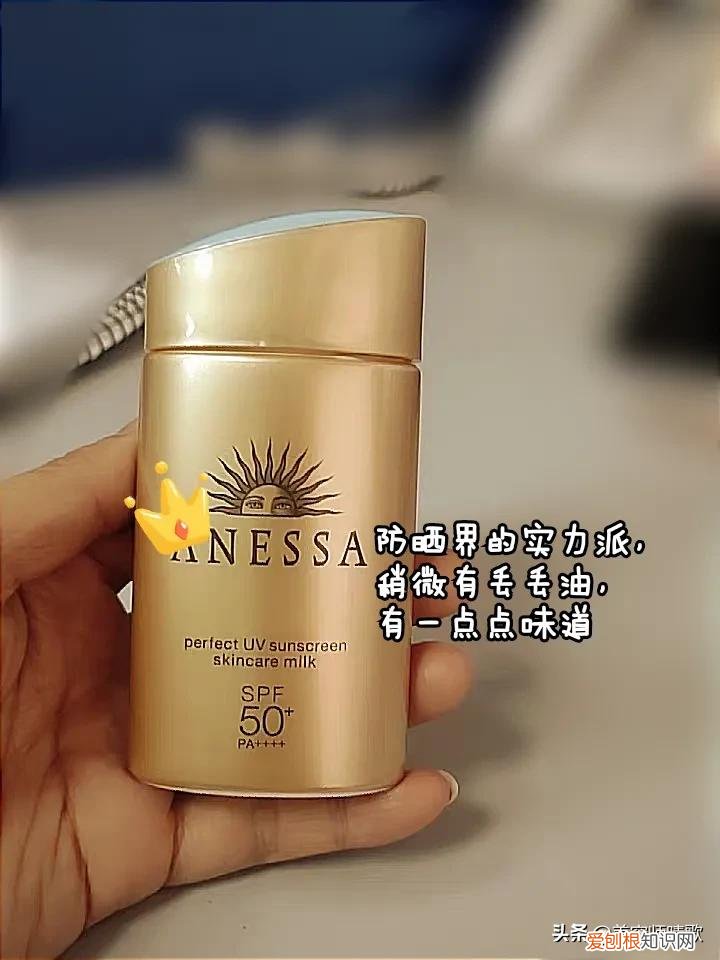 ANESSA
防晒界的实力派，
稍微有丢丢油，
有一点点味道
perfect UV sunscreen
skincare milk
SPF
50+
PA++++
头条
爱刨根知识网